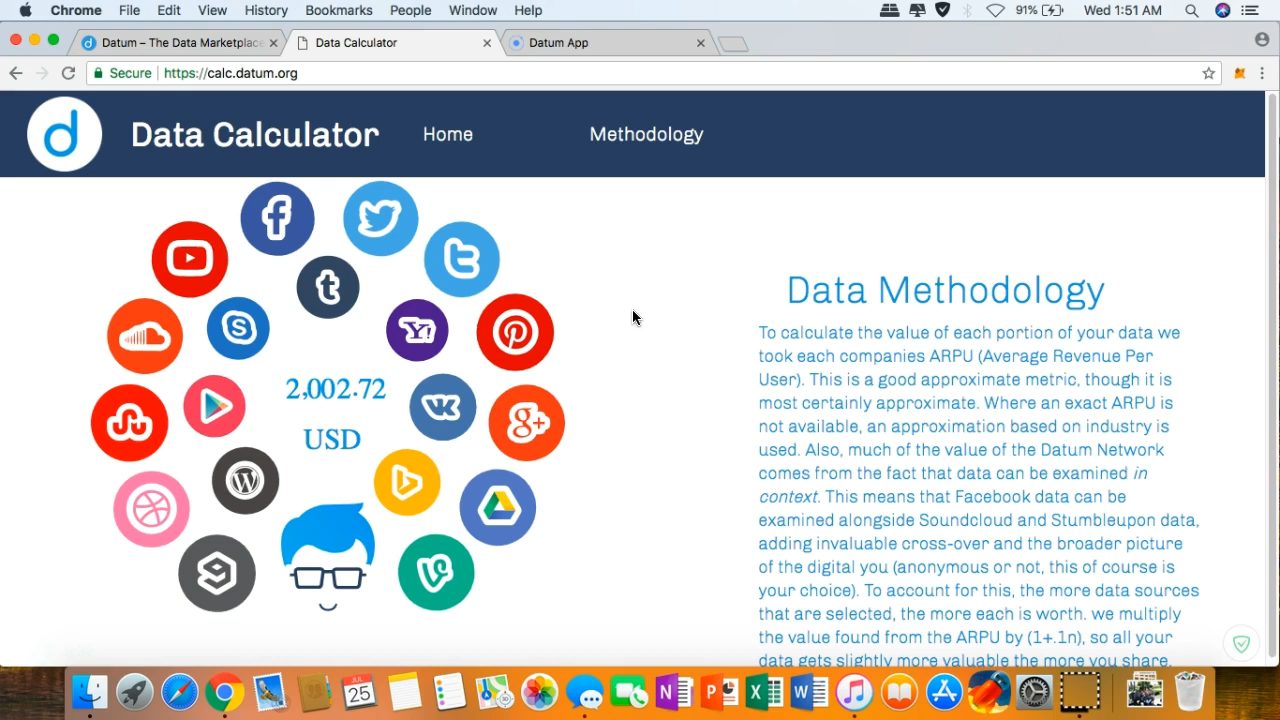 Chrome File Edit View History Bookmarks People Window Help 91% Wed 1:51 AM
Datum – The Data Marketplace
Data Calculator
Datum App
Secure https://calc.datum.org
d Data Calculator Home Methodology
2,002.72
USD
Data Methodology
To calculate the value of each portion of your data we
took each companies ARPU (Average Revenue Per
User). This is a good approximate metric, though it is
most certainly approximate. Where an exact ARPU is
not available, an approximation based on industry is
used. Also, much of the value of the Datum Network
comes from the fact that data can be examined in
context. This means that Facebook data can be
examined alongside Soundcloud and Stumbleupon data,
adding invaluable cross-over and the broader picture
of the digital you (anonymous or not, this of course is
your choice). To account for this, the more data sources
that are selected, the more each is worth. we multiply
the value found from the ARPU by (1+.1n), so all your
data gets slightly more valuable the more you share.
JUL
25